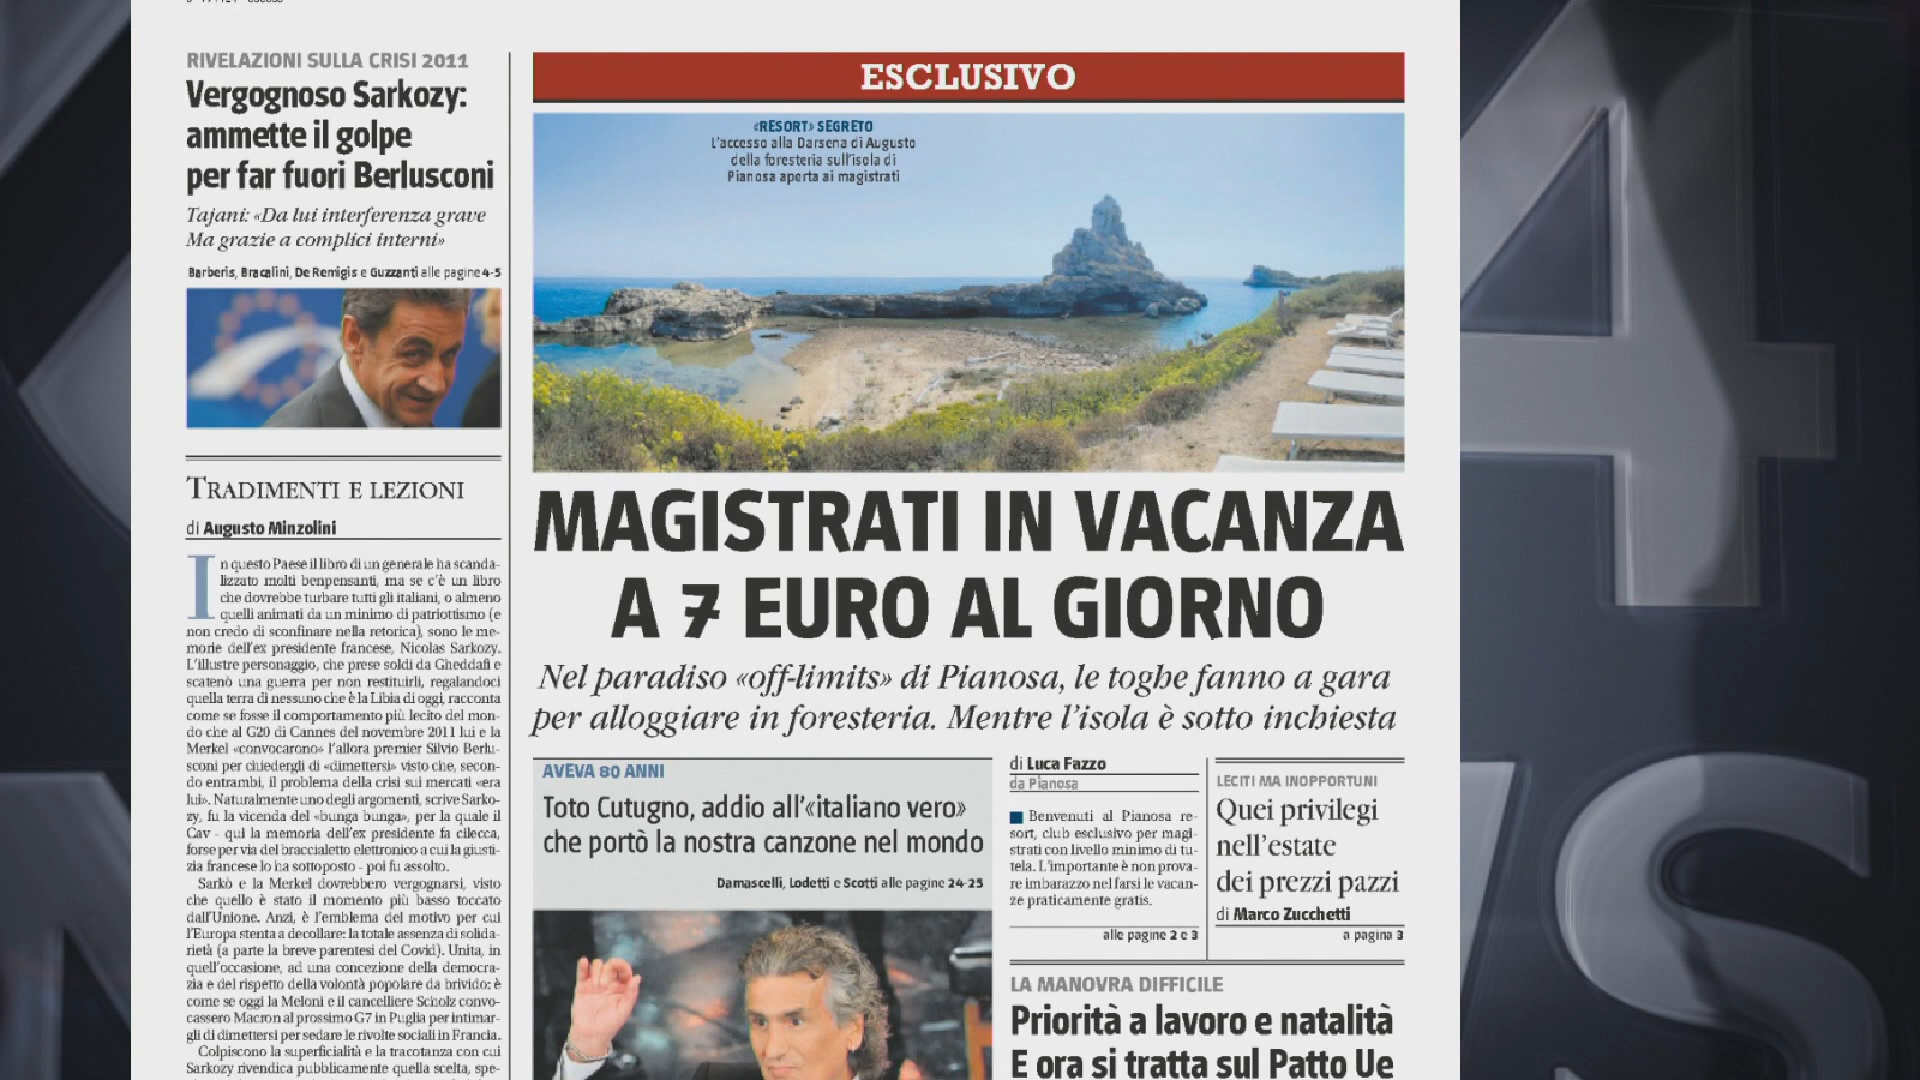 RIVELAZIONI SULLA CRISI 2011
Vergognoso Sarkozy:
ammette il golpe
per far fuori Berlusconi
Tajani: «Da lui interferenza grave
Ma grazie a complici interni»
Barberis, Bracalini, De Remigis e Guzzanti alle pagine 4-5
TRADIMENTI E LEZIONI
di Augusto Minzolini
In questo Paese il libro di un generale ha scanda-
lizzato molti benpensanti, ma se c'è un libro
che dovrebbe turbare tutti gli italiani, o almeno
quelli animati da un minimo di patriottismo (e
non credo di sconfinare nella retorica), sono le me-
morie dell'ex presidente francese, Nicolas Sarkozy.
L'illustre personaggio, che prese soldi da Gheddafi e
scatenò una guerra per non restituirli, regalandoci
quella terra di nessuno che è la Libia di oggi, racconta
come se fosse il comportamento più lecito del mon-
do che al G20 di Cannes del novembre 2011 lui e la
Merkel «convocarono» l'allora premier Silvio Berlu-
sconi per chiedergli di «dimettersi» visto che, secon-
do entrambi, il problema della crisi sui mercati «era
lui». Naturalmente uno degli argomenti, scrive Sarko-
zy, fu la vicenda del «bunga bunga», per la quale il
Cav - qui la memoria dell'ex presidente fa cilecca,
forse per via del braccialetto elettronico a cui la giusti-
zia francese lo ha sottoposto - poi fu assolto.
Sarkò e la Merkel dovrebbero vergognarsi, visto
che quello è stato il momento più basso toccato
dall'Unione. Anzi, è l'emblema del motivo per cui
l'Europa stenta a decollare: la totale assenza di solida-
rietà (a parte la breve parentesi del Covid). Unita, in
quell'occasione, ad una concezione della democra-
zia e del rispetto della volontà popolare da brivido: è
come se oggi la Meloni e il cancelliere Scholz convo-
cassero Macron al prossimo G7 in Puglia per intimar-
gli di dimettersi per sedare le rivolte sociali in Francia.
Colpiscono la superficialità e la tracotanza con cui
Sarkozy rivendica pubblicamente quella scelta, spe-
ESCLUSIVO
«RESORT» SEGRETO
L'accesso alla Darsena di Augusto
della foresteria sull'isola di
Pianosa aperta ai magistrati
MAGISTRATI IN VACANZA
A 7 EURO AL GIORNO
Nel paradiso «off-limits» di Pianosa, le toghe fanno a gara
per alloggiare in foresteria. Mentre l'isola è sotto inchiesta
AVEVA 80 ANNI
Toto Cutugno, addio all'«italiano vero»
che portò la nostra canzone nel mondo
Damascelli, Lodetti e Scotti alle pagine 24-25
di Luca Fazzo
da Pianosa
Benvenuti al Pianosa re-
sort, club esclusivo per magi-
strati con livello minimo di tu-
tela. L'importante è non prova-
re imbarazzo nel farsi le vacan-
ze praticamente gratis.
alle pagine 2 e 3
LECITI MA INOPPORTUNI
Quei privilegi
nell'estate
dei prezzi pazzi
di Marco Zucchetti
a pagina 3
LA MANOVRA DIFFICILE
Priorità a lavoro e natalità
E ora si tratta sul Patto Ue
4